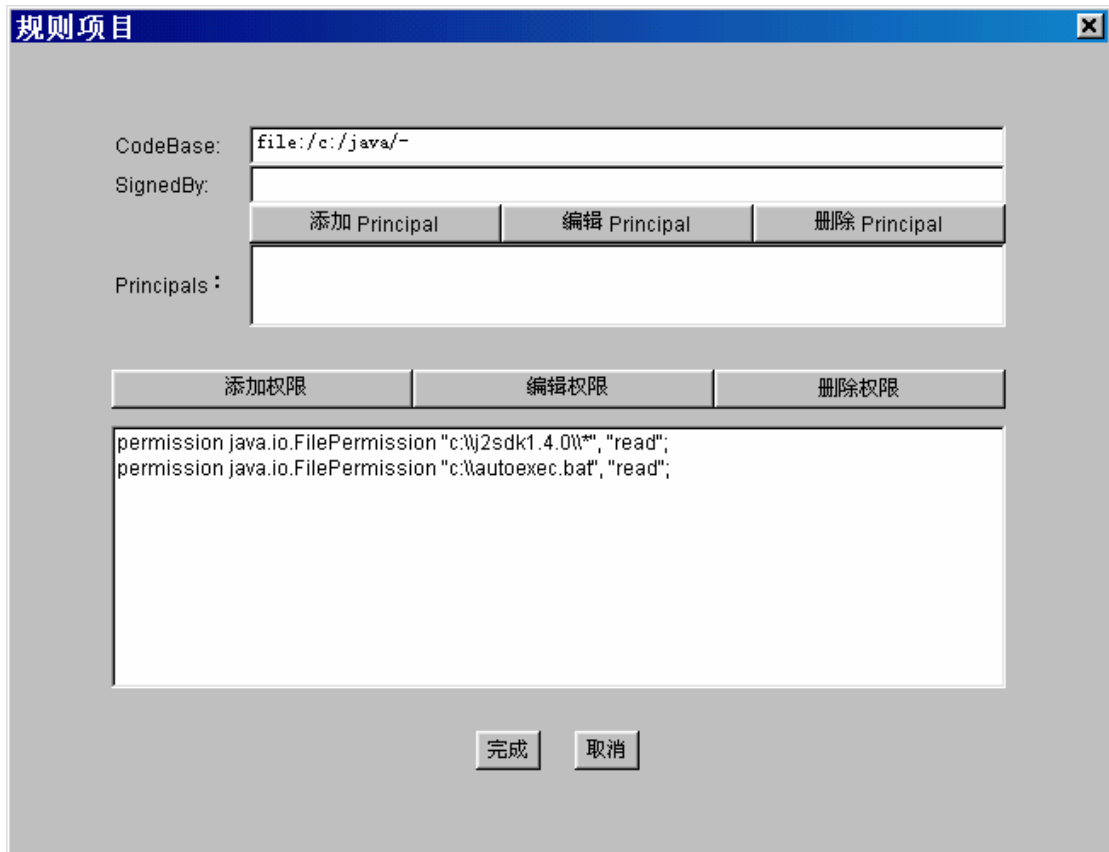 规则项目
CodeBase: file:/c:/java/-
SignedBy:
添加 Principal 编辑 Principal 删除 Principal
Principals：
添加权限 编辑权限 删除权限
permission java.io.FilePermission "c:\\j2sdk1.4.0\\*", "read";
permission java.io.FilePermission "c:\\autoexec.bat", "read";
完成 取消